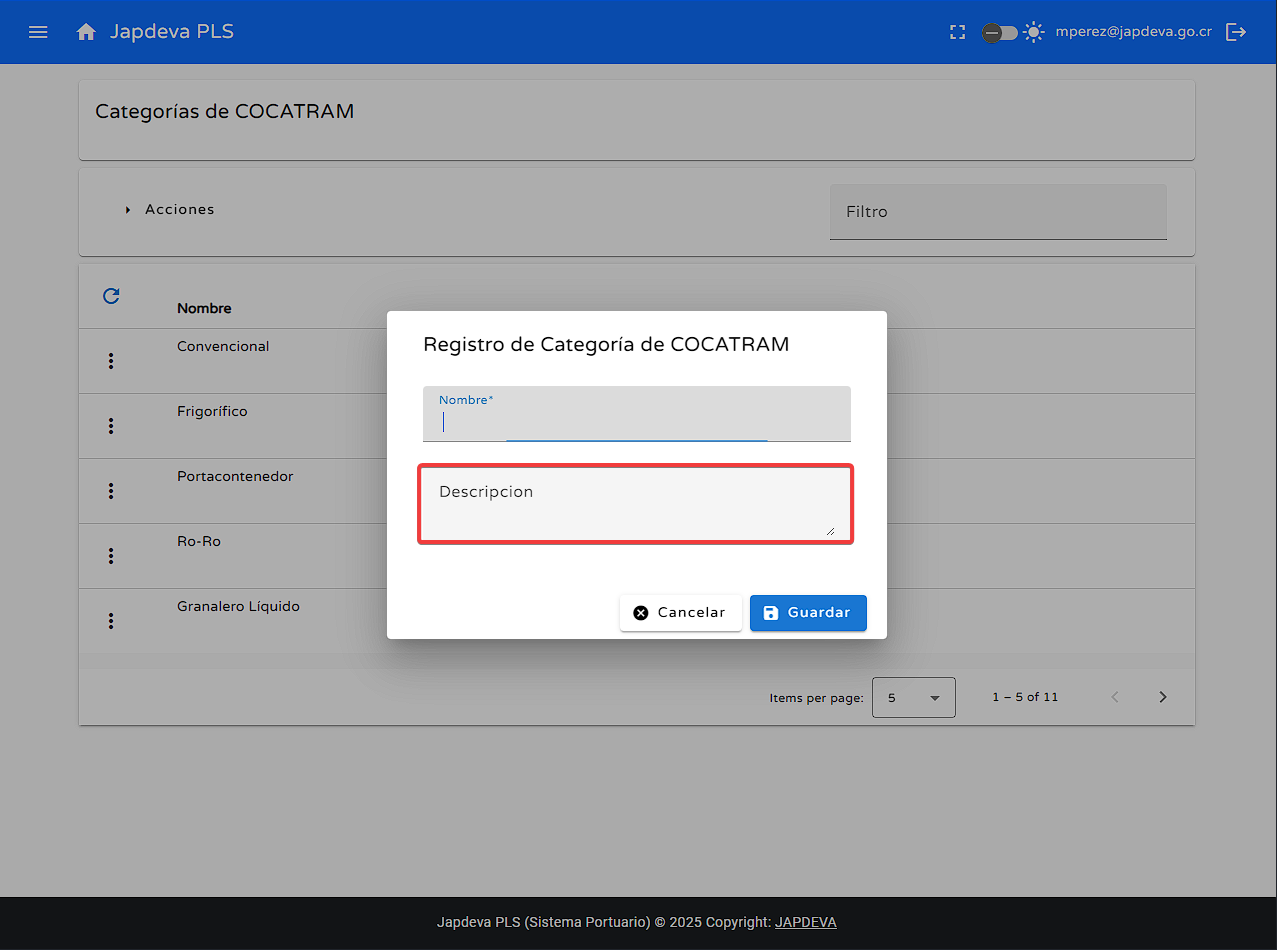 Japdeva PLS
mperez@japdeva.go.cr
Categorías de COCATRAM
Acciones
Filtro
Nombre
Convencional
Frigorífico
Portacontenedor
Ro-Ro
Granalero Líquido
Registro de Categoría de COCATRAM
Nombre*
Descripcion
Cancelar
Guardar
Items per page: 5 1 – 5 of 11
Japdeva PLS (Sistema Portuario) © 2025 Copyright: JAPDEVA